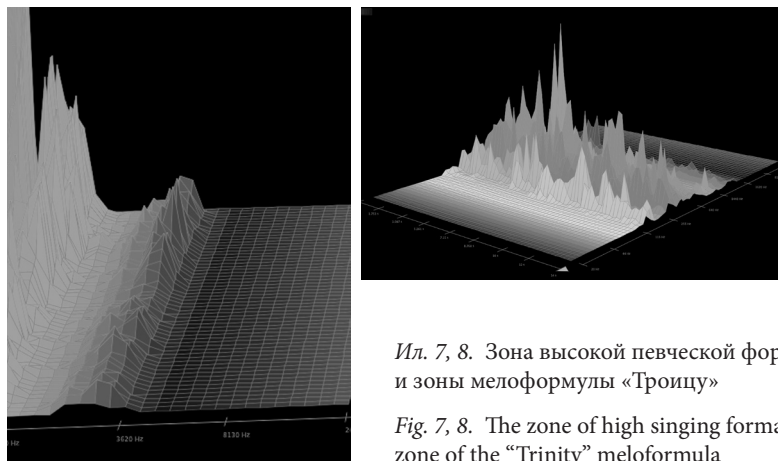 Hz
3620 Hz
8130 Hz
Ил. 7, 8. Зона высокой певческой фор
и зоны мелоформулы «Троицу»
Fig. 7, 8. The zone of high singing forma
zone of the “Trinity” meloformula